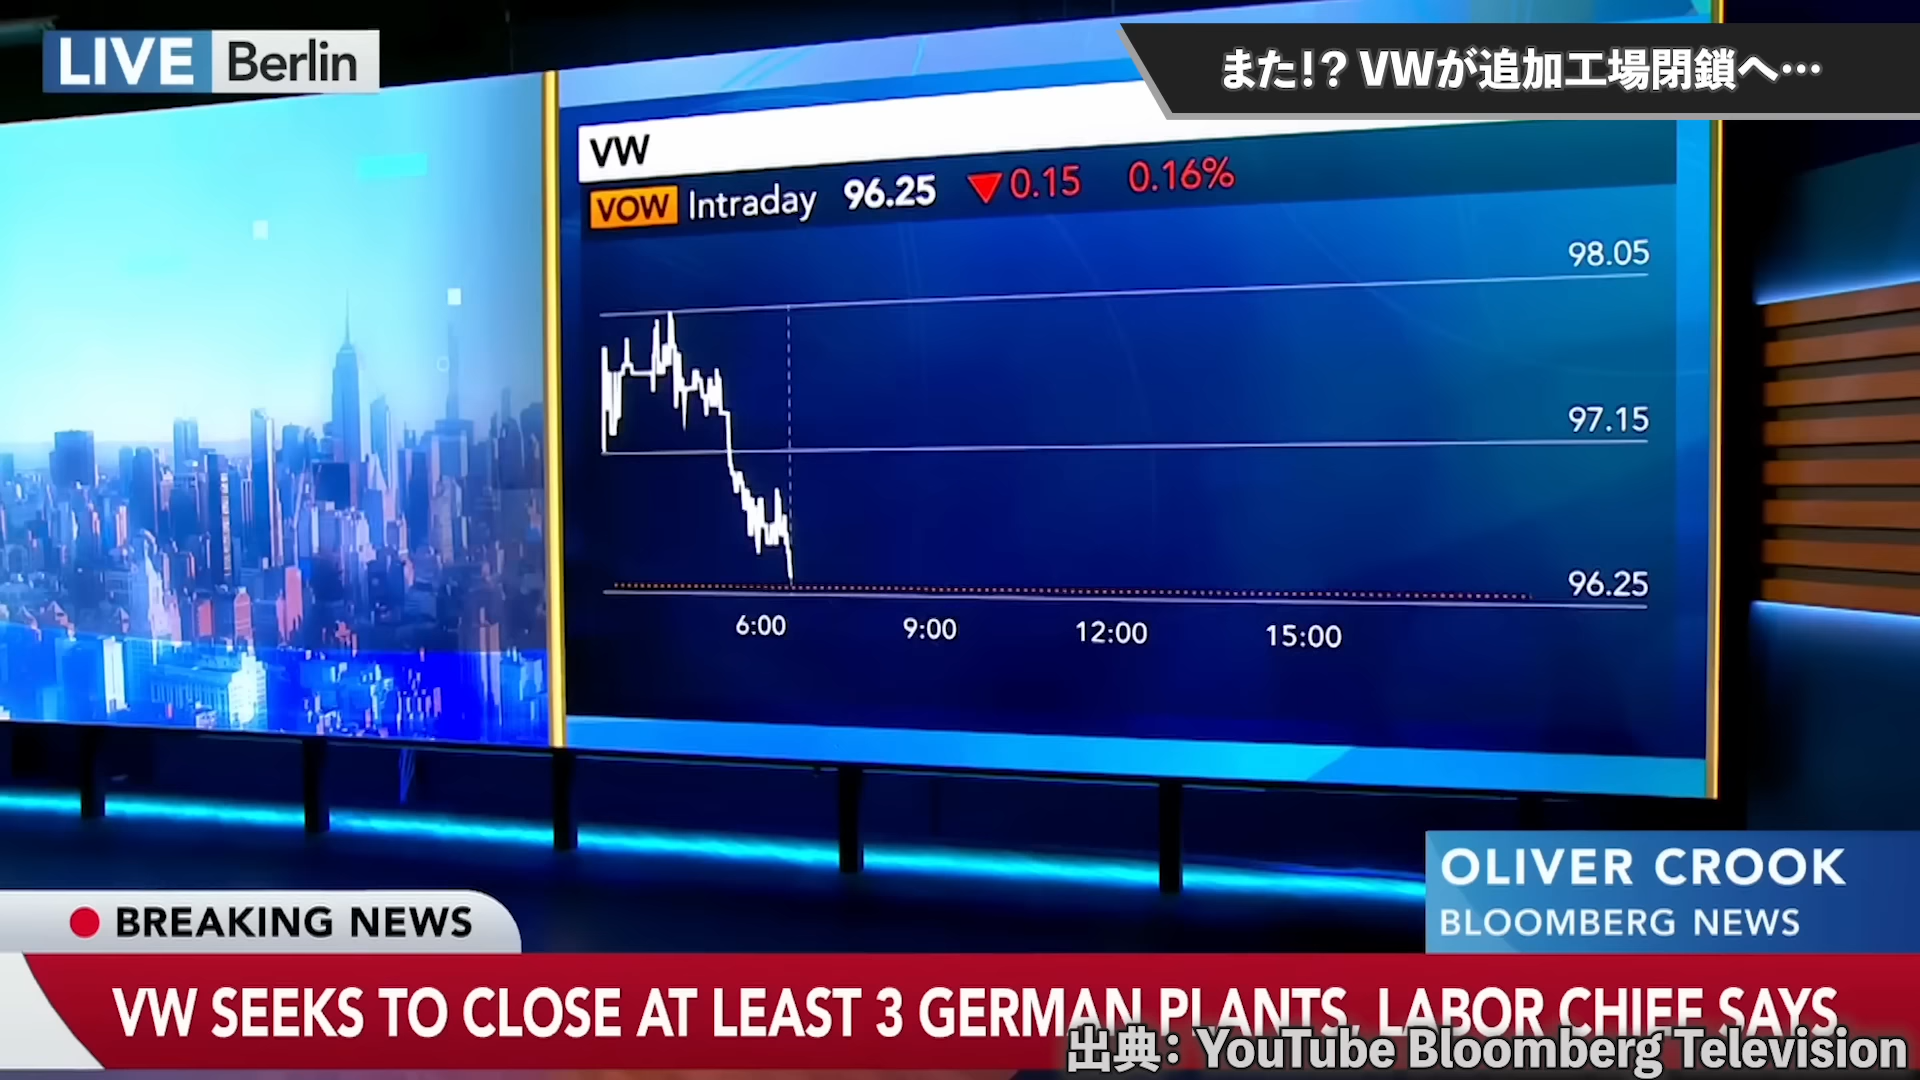 LIVE Berlin
また!? VWが追加工場閉鎖へ…
VW
VOW Intraday 96.25 ▼0.15 0.16%
98.05
97.15
96.25
6:00 9:00 12:00 15:00
OLIVER CROOK
BLOOMBERG NEWS
BREAKING NEWS
VW SEEKS TO CLOSE AT LEAST 3 GERMAN PLANTS, LABOR CHIEF SAYS
出典: YouTube Bloomberg Television